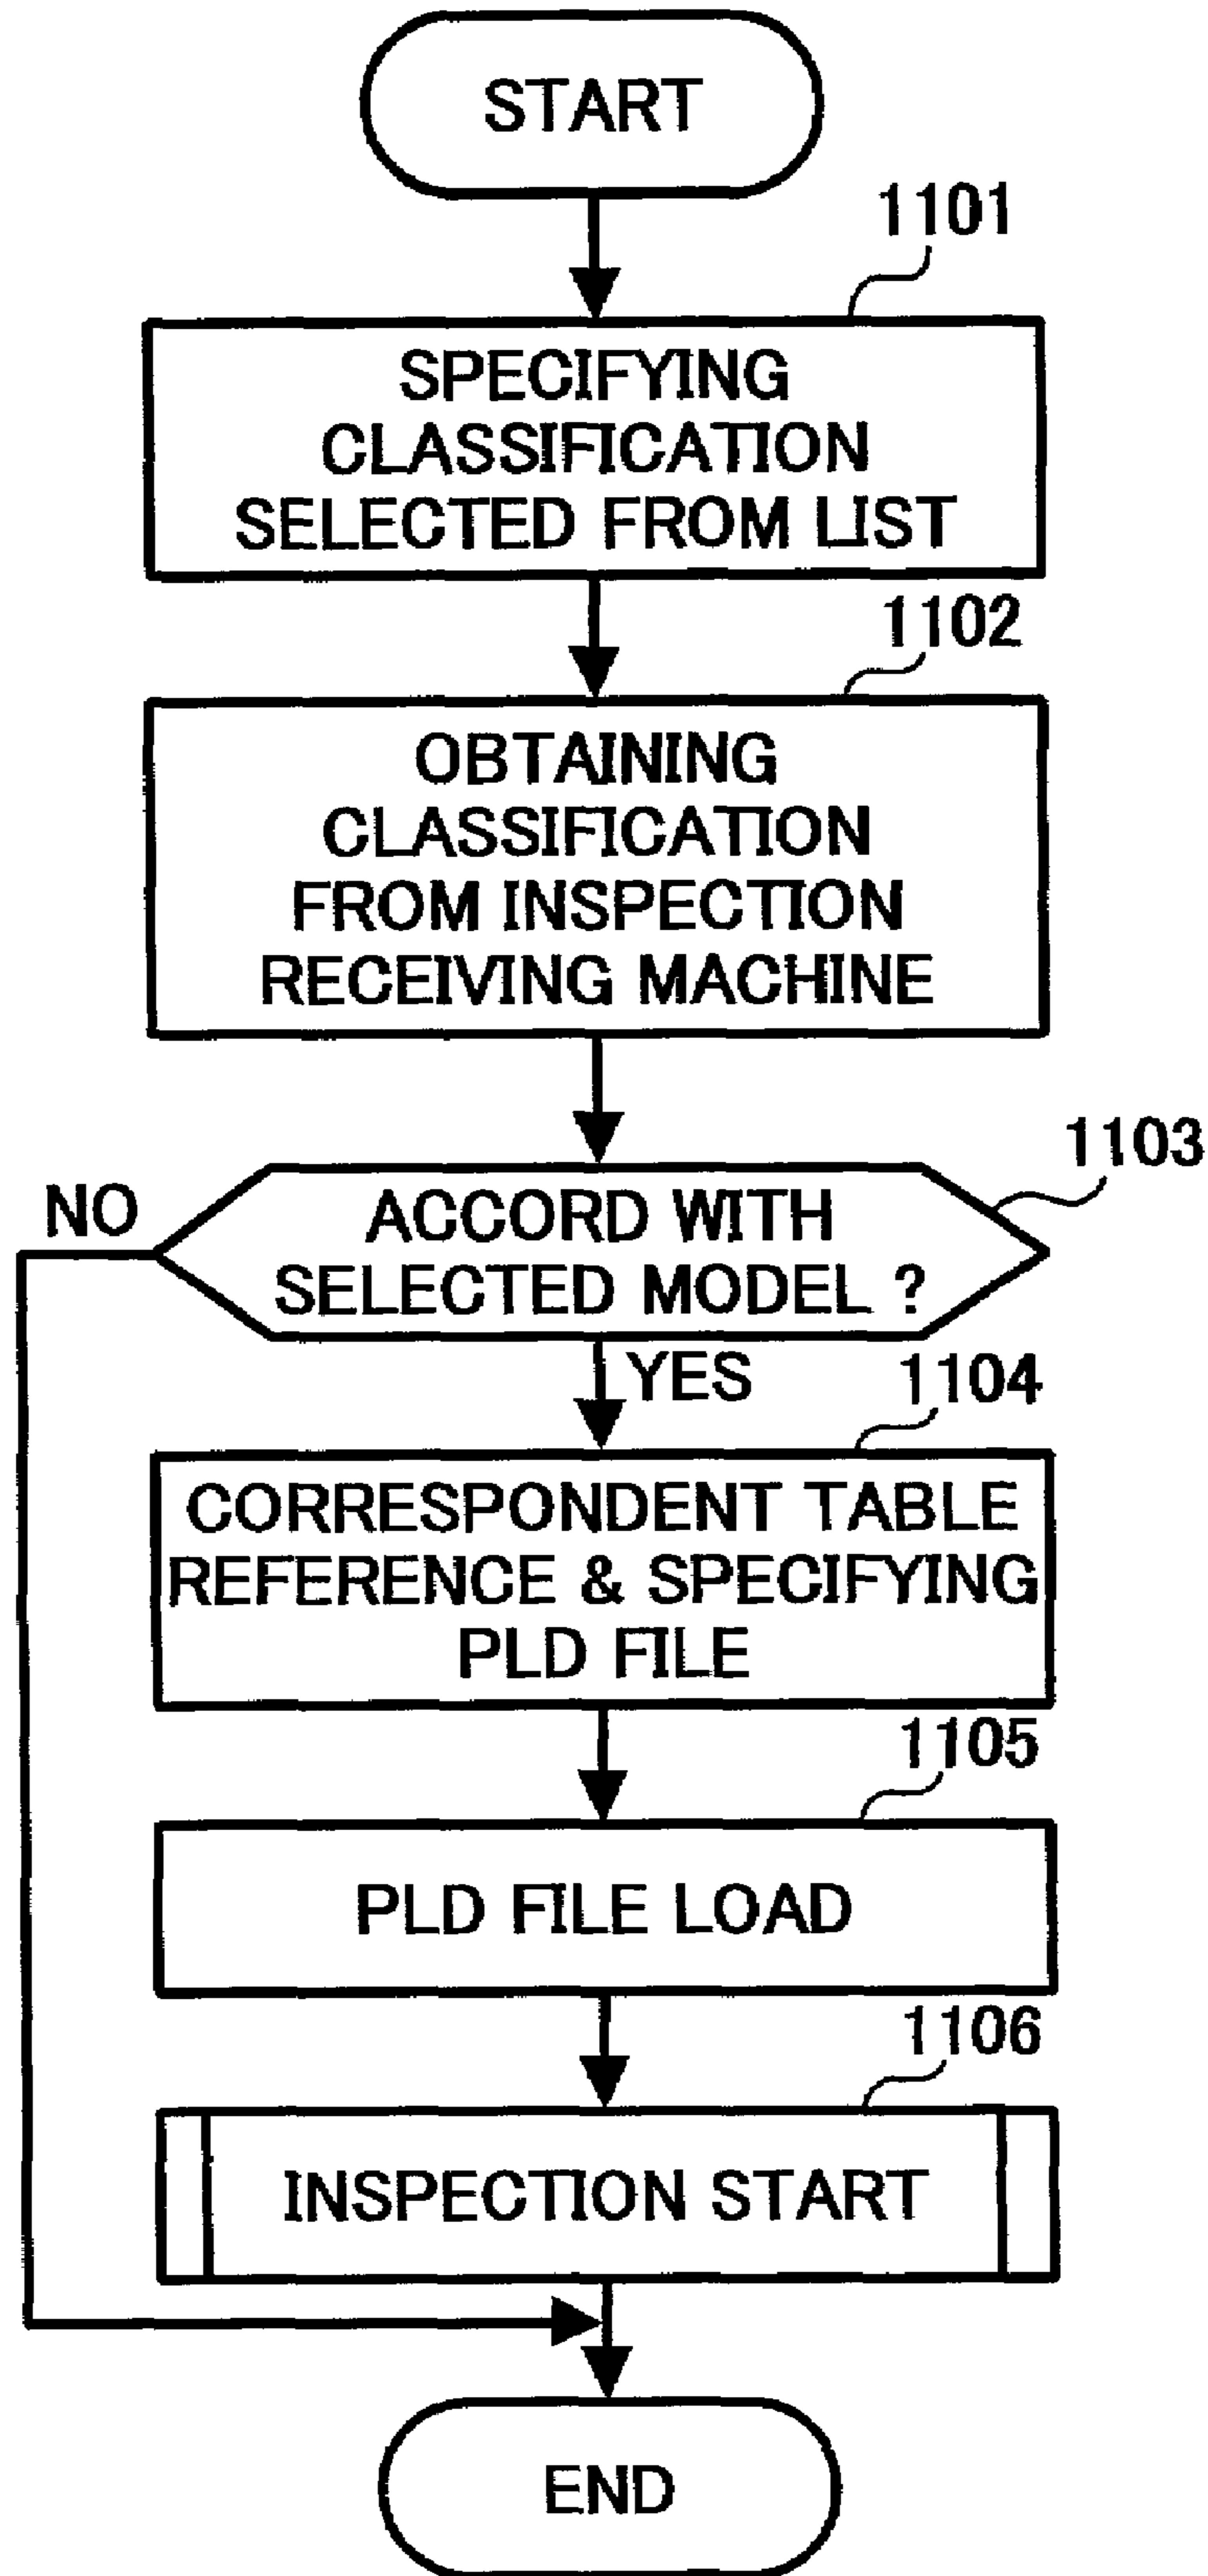 START
1101
SPECIFYING
CLASSIFICATION
SELECTED FROM LIST
1102
OBTAINING
CLASSIFICATION
FROM INSPECTION
RECEIVING MACHINE
1103
NO
ACCORD WITH
SELECTED MODEL ?
YES
1104
CORRESPONDENT TABLE
REFERENCE & SPECIFYING
PLD FILE
1105
PLD FILE LOAD
1106
INSPECTION START
END